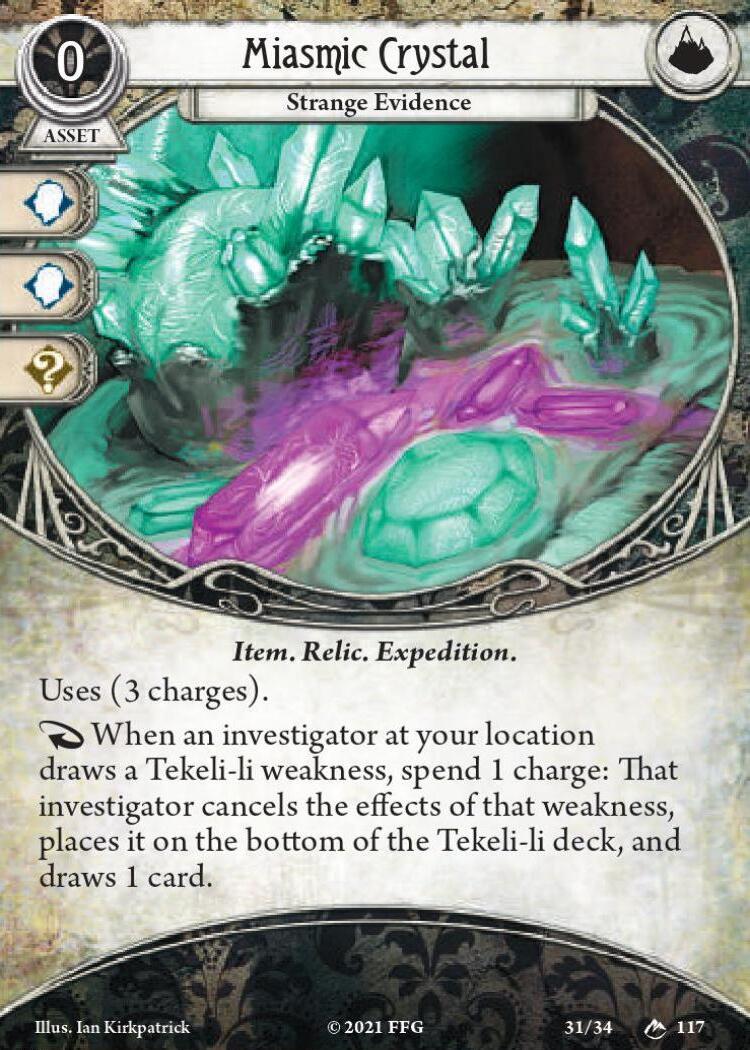 0
Miasmic Crystal
Strange Evidence
ASSET
?
Item. Relic. Expedition.
Uses (3 charges).
When an investigator at your location
draws a Tekeli-li weakness, spend 1 charge: That
investigator cancels the effects of that weakness,
places it on the bottom of the Tekeli-li deck, and
draws 1 card.
Illus. Ian Kirkpatrick
© 2021 FFG
31/34
117